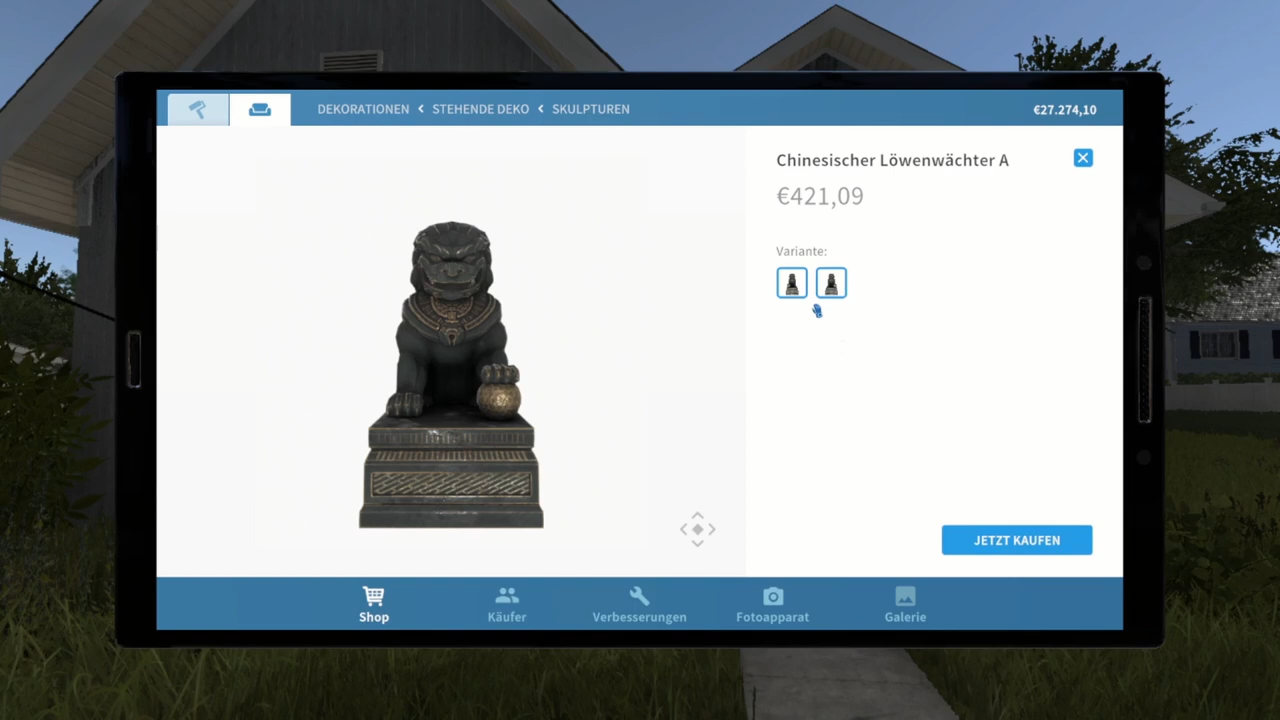 DEKORATIONEN < STEHENDE DEKO < SKULPTUREN
€27.274,10
Chinesischer Löwenwächter A
€421,09
Variante:
JETZT KAUFEN
Shop
Käufer
Verbesserungen
Fotoapparat
Galerie